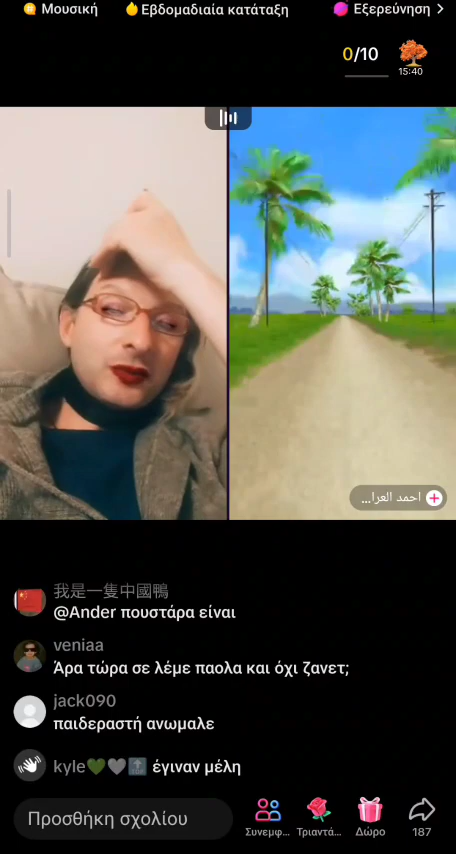 Μουσική Εβδομαδιαία κατάταξη Εξερεύνηση
0/10
15:40
احمد العرا...
我是一隻中國鴨
@Ander πουστάρα είναι
veniaa
Άρα τώρα σε λέμε παολα και όχι ζανετ;
jack090
παιδεραστή ανωμαλε
kyle💚🩶🔝 έγιναν μέλη
Προσθήκη σχολίου
Συνεμφ... Τριαντά... Δώρο 187